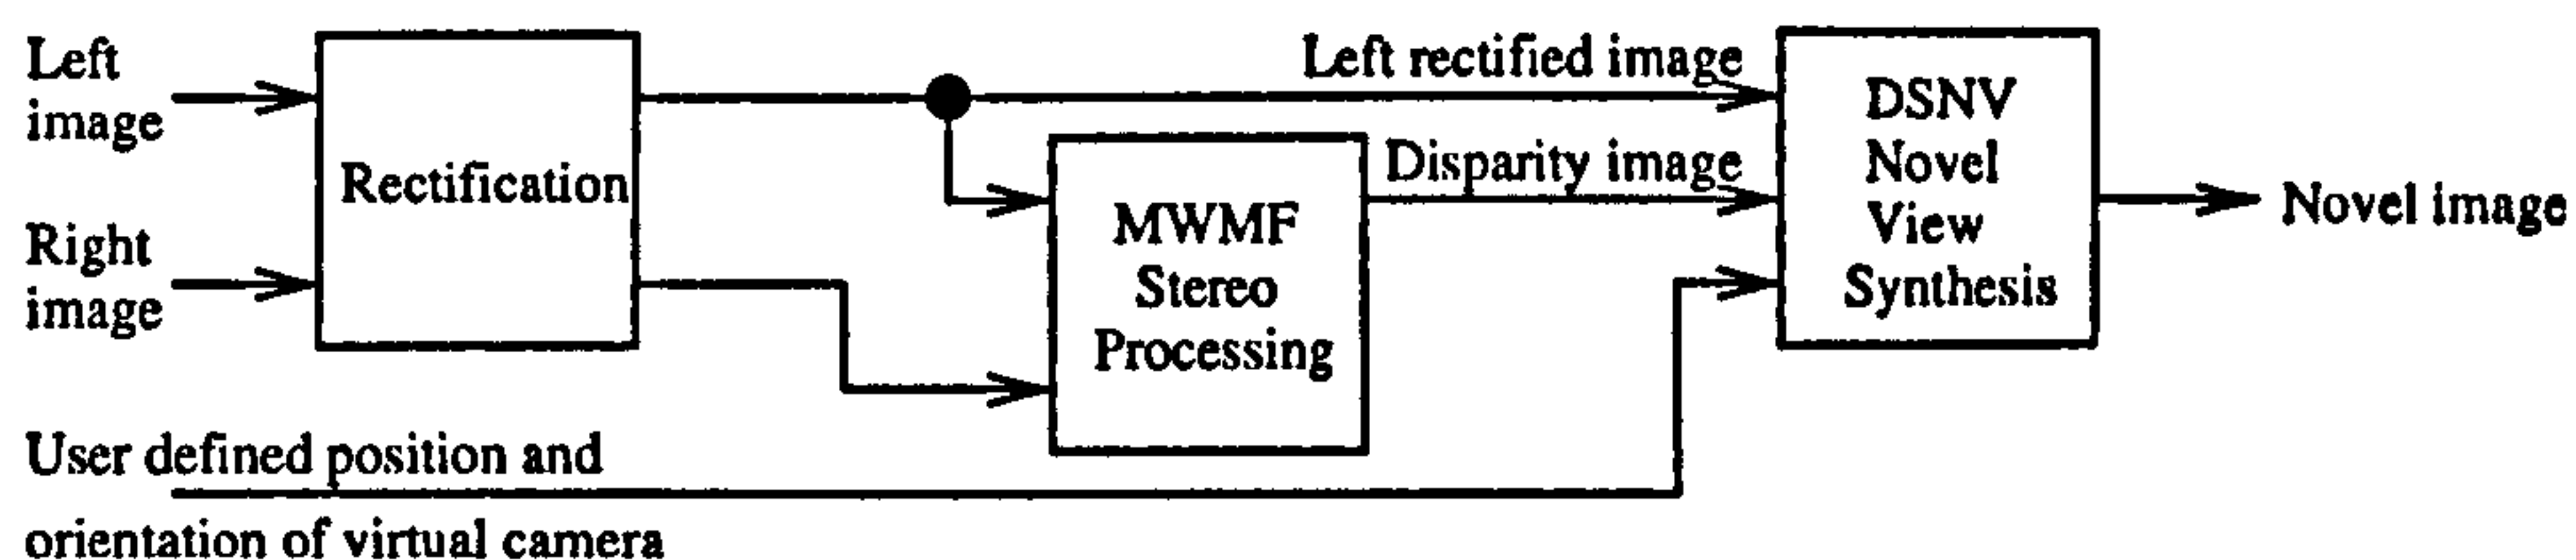 Left
image
Right
image
Rectification
Left rectified image
Disparity image
MWMF
Stereo
Processing
DSNV
Novel
View
Synthesis
Novel image
User defined position and
orientation of virtual camera